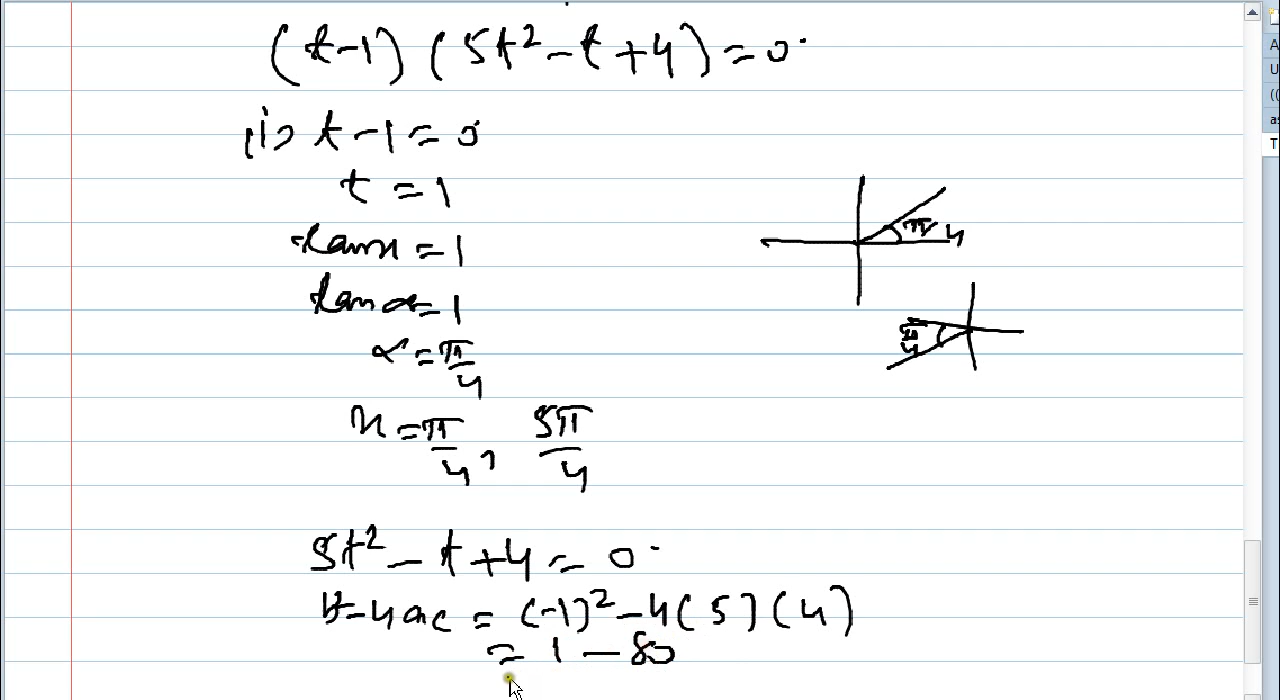 (t-1) (5t² - t + 4) = 0
(i) t - 1 = 0
t = 1
tan x = 1
π/4
tan α = 1
π/4
α = π/4
x = π/4, 5π/4
5t² - t + 4 = 0
b²-4ac = (-1)² - 4(5)(4)
= 1 - 80